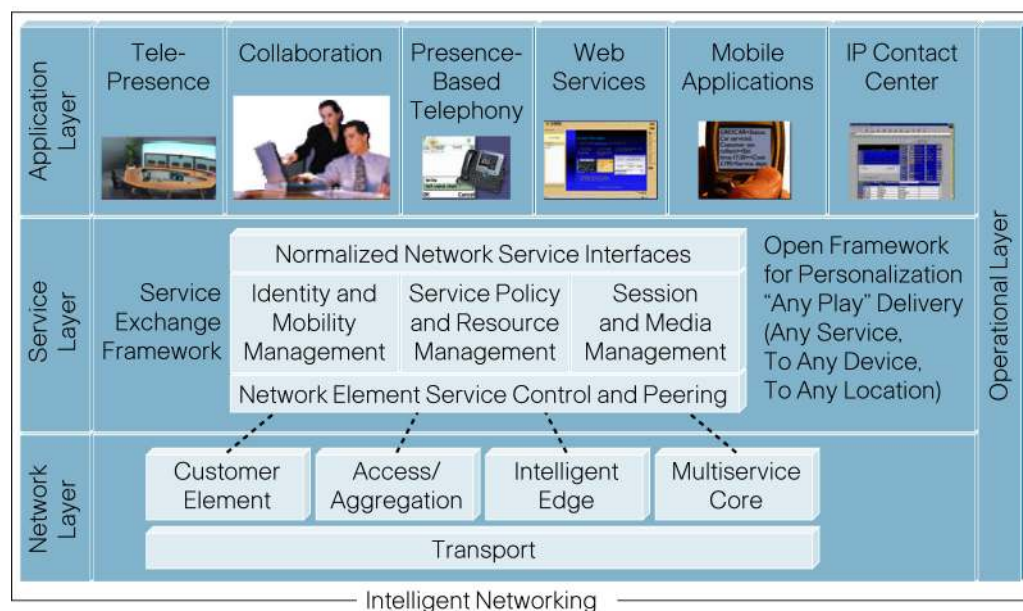 Application
Layer
Tele-
Presence
Collaboration
Presence-
Based
Telephony
Web
Services
Mobile
Applications
IP Contact
Center
Operational Layer
Service
Layer
Service
Exchange
Framework
Normalized Network Service Interfaces
Identity and
Mobility
Management
Service Policy
and Resource
Management
Session
and Media
Management
Network Element Service Control and Peering
Open Framework
for Personalization
“Any Play” Delivery
(Any Service,
To Any Device,
To Any Location)
Network
Layer
Customer
Element
Access/
Aggregation
Intelligent
Edge
Multiservice
Core
Transport
Intelligent Networking